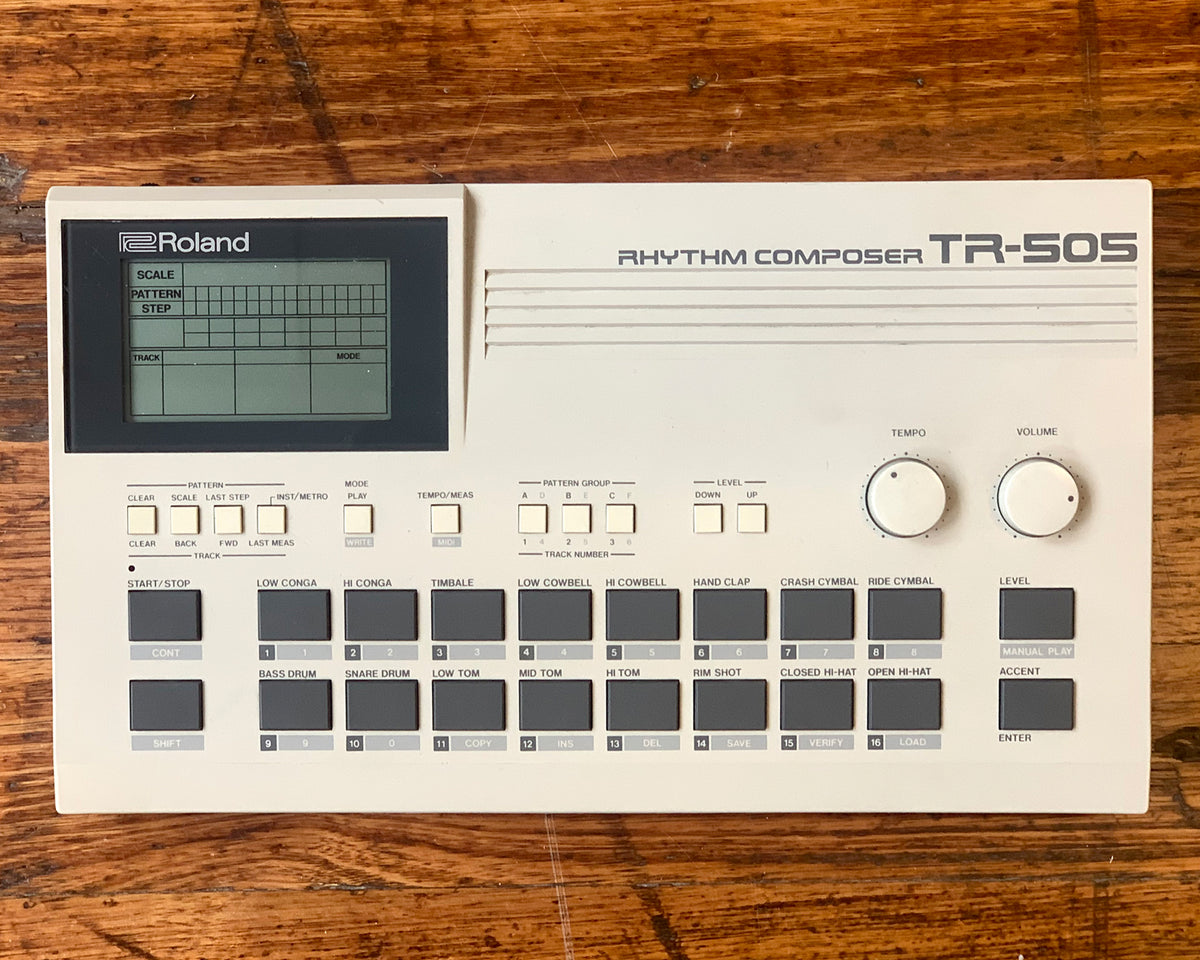 Roland
RHYTHM COMPOSER TR-505
SCALE
PATTERN
STEP
TRACK MODE
TEMPO VOLUME
PATTERN MODE PATTERN GROUP LEVEL
CLEAR SCALE LAST STEP INST/METRO PLAY TEMPO/MEAS A D B E C F DOWN UP
CLEAR BACK FWD LAST MEAS WRITE MIDI 1 4 2 5 3 6
TRACK TRACK NUMBER
START/STOP LOW CONGA HI CONGA TIMBALE LOW COWBELL HI COWBELL HAND CLAP CRASH CYMBAL RIDE CYMBAL LEVEL
CONT 1 1 2 2 3 3 4 4 5 5 6 6 7 7 8 8 MANUAL PLAY
BASS DRUM SNARE DRUM LOW TOM MID TOM HI TOM RIM SHOT CLOSED HI-HAT OPEN HI-HAT ACCENT
SHIFT 9 9 10 0 11 COPY 12 INS 13 DEL 14 SAVE 15 VERIFY 16 LOAD ENTER